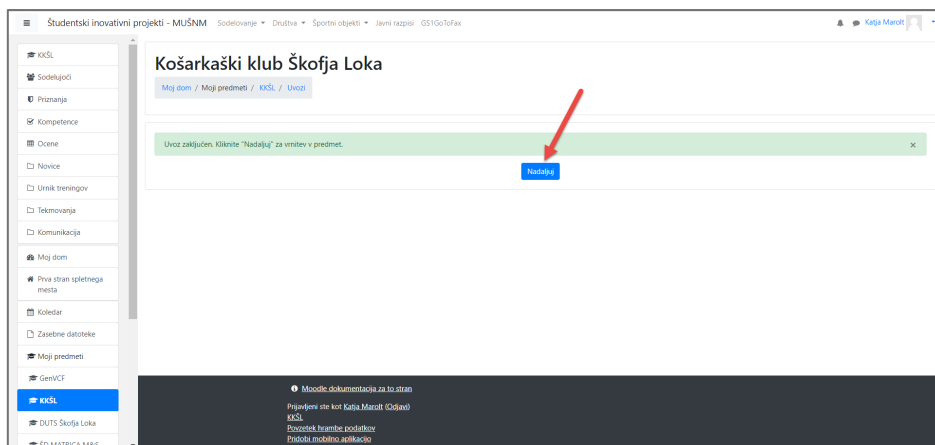 Študentski inovativni projekti - MUŠNM Sodelovanje Društva Športni objekti Javni razpisi GS1GoToFax Katja Marolt
KKŠL
Sodelujoči
Priznanja
Kompetence
Ocene
Novice
Urnik treningov
Tekmovanja
Komunikacija
Moj dom
Prva stran spletnega
mesta
Koledar
Zasebne datoteke
Moji predmeti
GenVCF
KKŠL
DUTS Škofja Loka
ŠD MATRICA M&S
Košarkaški klub Škofja Loka
Moj dom / Moji predmeti / KKŠL / Uvozi
Uvoz zaključen. Kliknite "Nadaljuj" za vrnitev v predmet. ×
Nadaljuj
Moodle dokumentacija za to stran
Prijavljeni ste kot Katja Marolt (Odjavi)
KKŠL
Povzetek hrambe podatkov
Pridobi mobilno aplikacijo